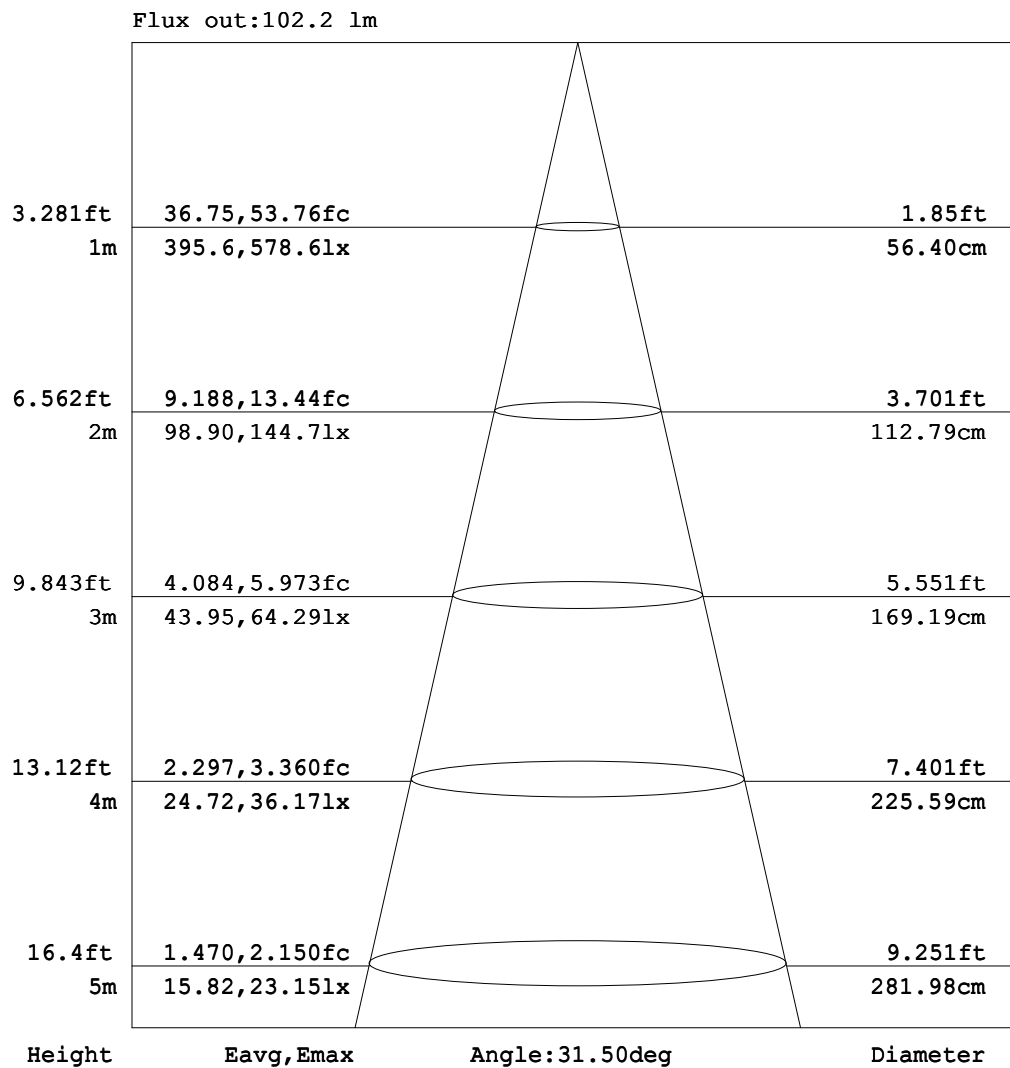 Flux out:102.2 lm
3.281ft 36.75,53.76fc 1.85ft
1m 395.6,578.6lx 56.40cm
6.562ft 9.188,13.44fc 3.701ft
2m 98.90,144.7lx 112.79cm
9.843ft 4.084,5.973fc 5.551ft
3m 43.95,64.29lx 169.19cm
13.12ft 2.297,3.360fc 7.401ft
4m 24.72,36.17lx 225.59cm
16.4ft 1.470,2.150fc 9.251ft
5m 15.82,23.15lx 281.98cm
Height Eavg,Emax Angle:31.50deg Diameter